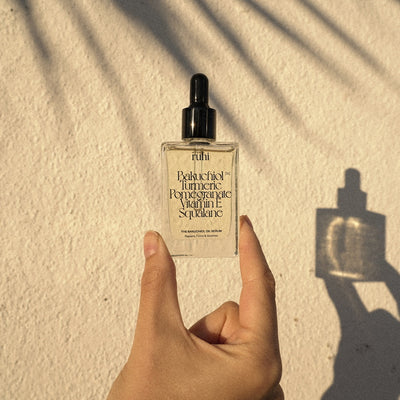 ruhi
Bakuchiol™
Turmeric
Pomegranate
Vitamin E
Squalane
THE BAKUCHIOL OIL SERUM